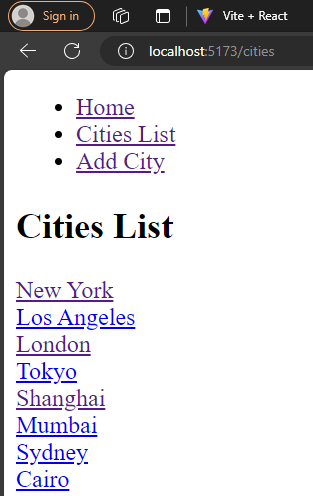 Sign in
Vite + React
localhost:5173/cities
Home
Cities List
Add City
Cities List
New York
Los Angeles
London
Tokyo
Shanghai
Mumbai
Sydney
Cairo